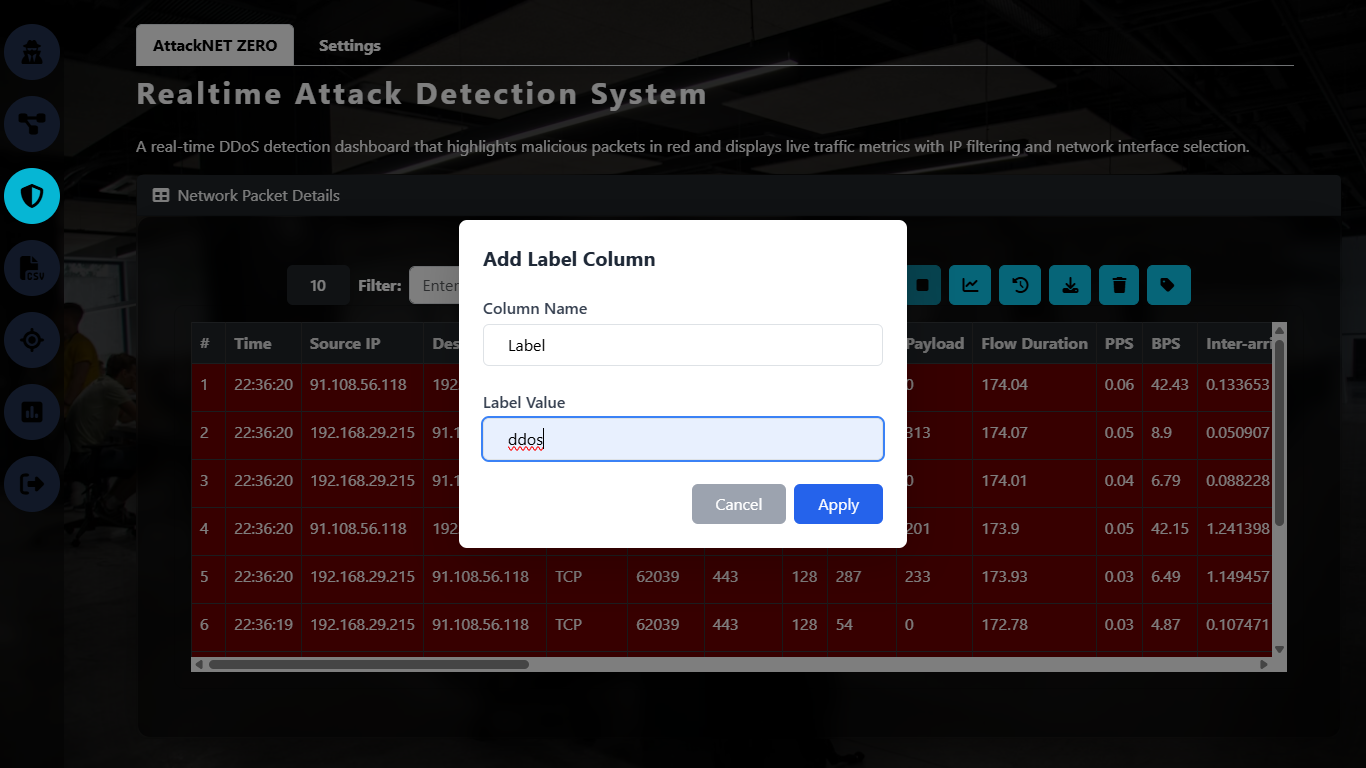 AttackNET ZERO Settings
Realtime Attack Detection System
A real-time DDoS detection dashboard that highlights malicious packets in red and displays live traffic metrics with IP filtering and network interface selection.
Network Packet Details
Add Label Column
10 Filter: Enter
Column Name
Label
# Time Source IP Des Payload Flow Duration PPS BPS Inter-arri
1 22:36:20 91.108.56.118 192 0 174.04 0.06 42.43 0.133653
Label Value
2 22:36:20 192.168.29.215 91.1 313 174.07 0.05 8.9 0.050907
ddos
3 22:36:20 192.168.29.215 91.1 0 174.01 0.04 6.79 0.088228
Cancel Apply
4 22:36:20 91.108.56.118 192 201 173.9 0.05 42.15 1.241398
5 22:36:20 192.168.29.215 91.108.56.118 TCP 62039 443 128 287 233 173.93 0.03 6.49 1.149457
6 22:36:19 192.168.29.215 91.108.56.118 TCP 62039 443 128 54 0 172.78 0.03 4.87 0.107471
CSV